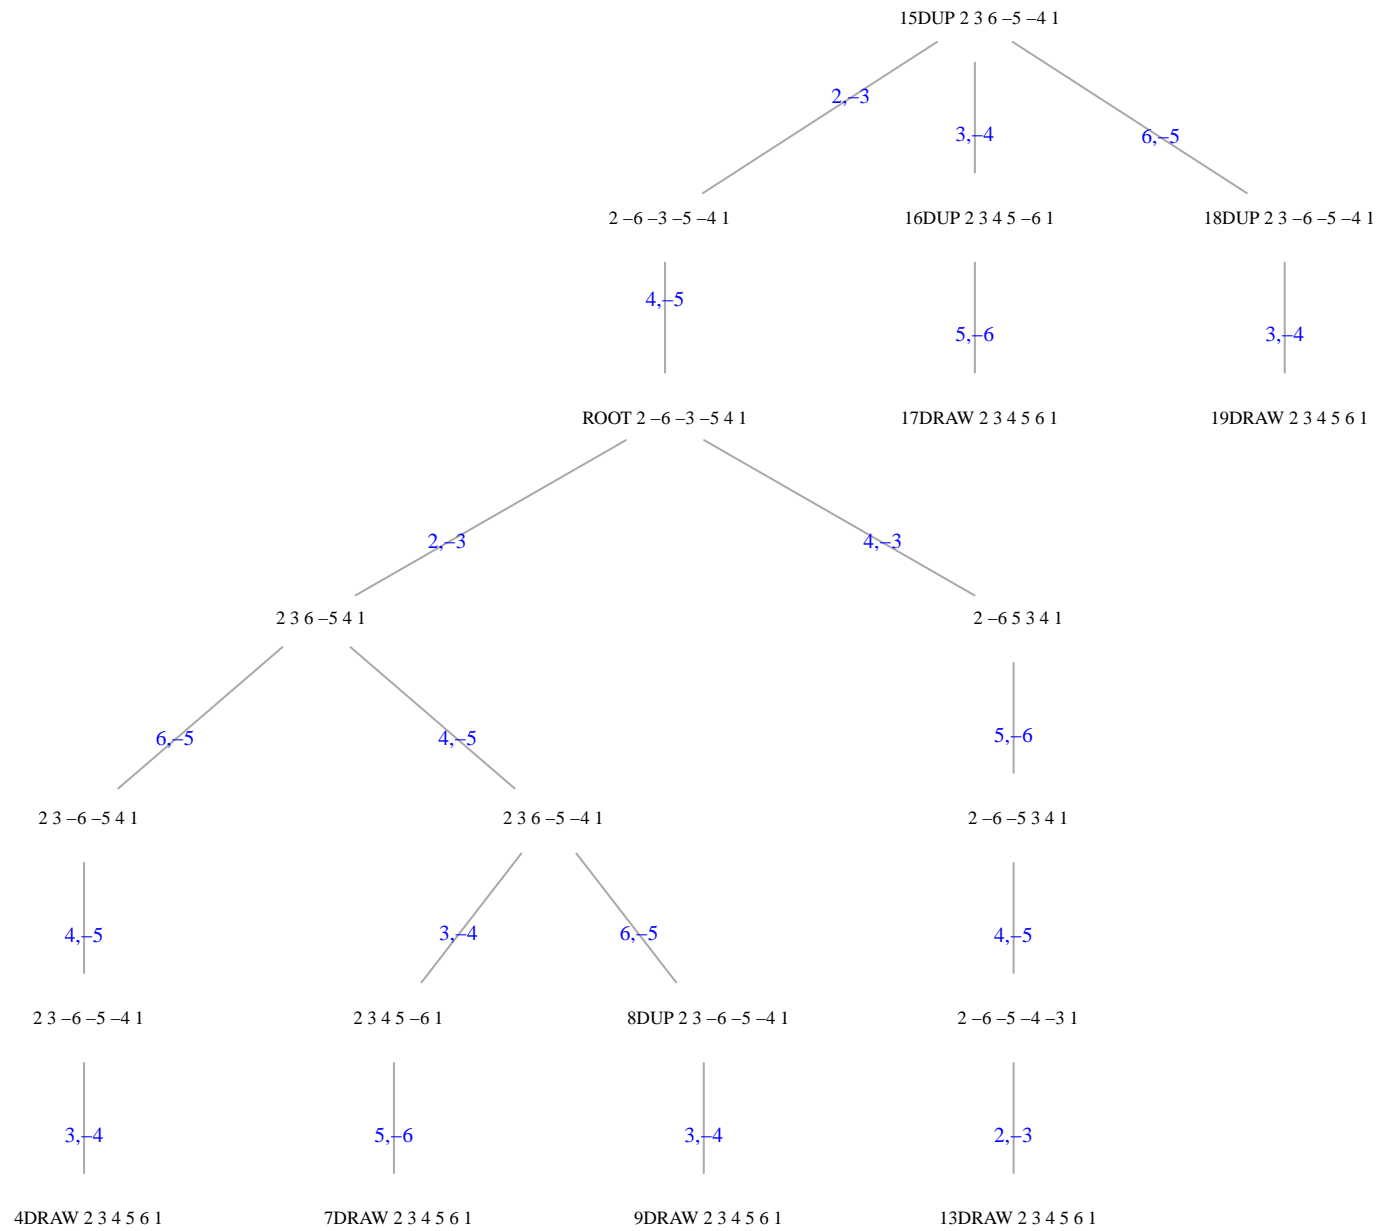 15DUP 2 3 6 –5 –4 1
2,–3
3,–4
6,–5
2 –6 –3 –5 –4 1
16DUP 2 3 4 5 –6 1
18DUP 2 3 –6 –5 –4 1
4,–5
5,–6
3,–4
ROOT 2 –6 –3 –5 4 1
17DRAW 2 3 4 5 6 1
19DRAW 2 3 4 5 6 1
2,–3
4,–3
2 3 6 –5 4 1
2 –6 5 3 4 1
6,–5
4,–5
5,–6
2 3 –6 –5 4 1
2 3 6 –5 –4 1
2 –6 –5 3 4 1
4,–5
3,–4
6,–5
4,–5
2 3 –6 –5 –4 1
2 3 4 5 –6 1
8DUP 2 3 –6 –5 –4 1
2 –6 –5 –4 –3 1
3,–4
5,–6
3,–4
2,–3
4DRAW 2 3 4 5 6 1
7DRAW 2 3 4 5 6 1
9DRAW 2 3 4 5 6 1
13DRAW 2 3 4 5 6 1